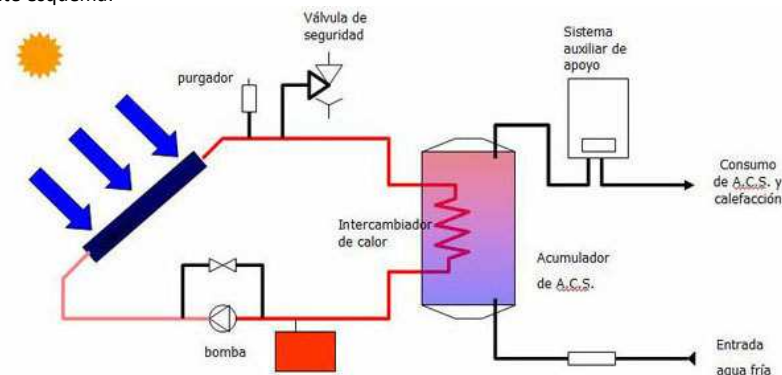 Válvula de
seguridad
Sistema
auxiliar de
apoyo
purgador
Consumo
de A.C.S. y
calefacción
Intercambiador
de calor
Acumulador
de A.C.S.
bomba
Entrada
agua fría